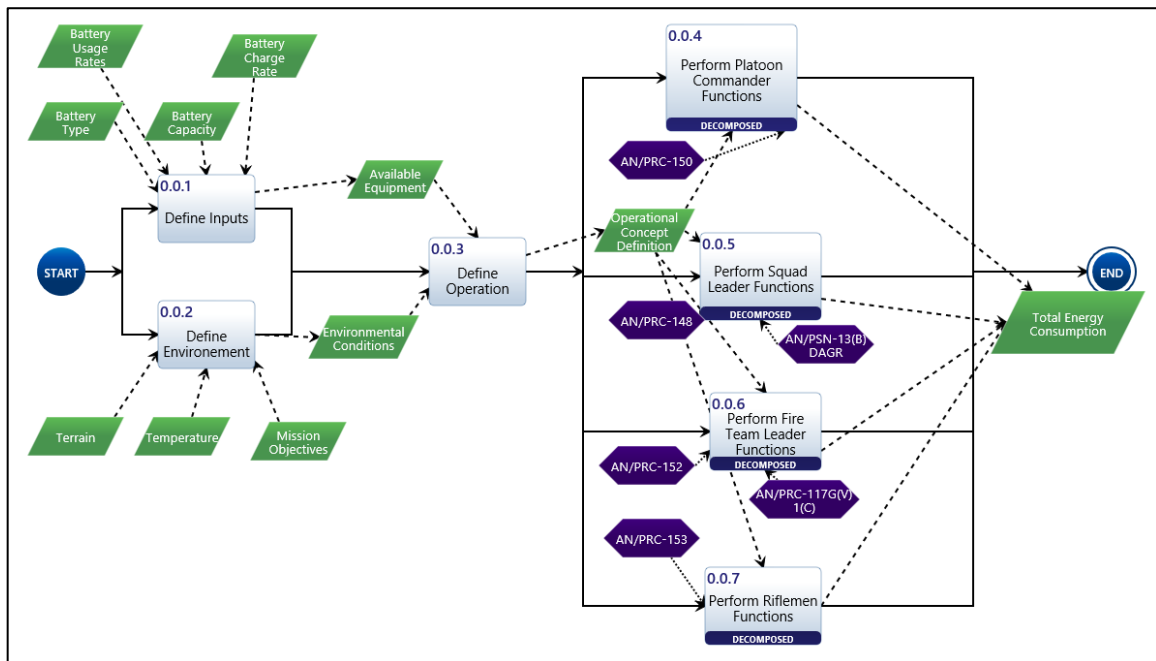 Battery
Usage
Rates
Battery
Charge
Rate
Battery
Type
Battery
Capacity
0.0.1
Define Inputs
Available
Equipment
START
0.0.2
Define
Environement
Environmental
Conditions
Terrain
Temperature
Mission
Objectives
0.0.3
Define
Operation
Operational
Concept
Definition
0.0.4
Perform Platoon
Commander
Functions
DECOMPOSED
AN/PRC-150
0.0.5
Perform Squad
Leader Functions
DECOMPOSED
AN/PRC-148
AN/PSN-13(B)
DAGR
0.0.6
Perform Fire
Team Leader
Functions
DECOMPOSED
AN/PRC-152
AN/PRC-117G(V)
1(C)
AN/PRC-153
0.0.7
Perform Riflemen
Functions
DECOMPOSED
END
Total Energy
Consumption